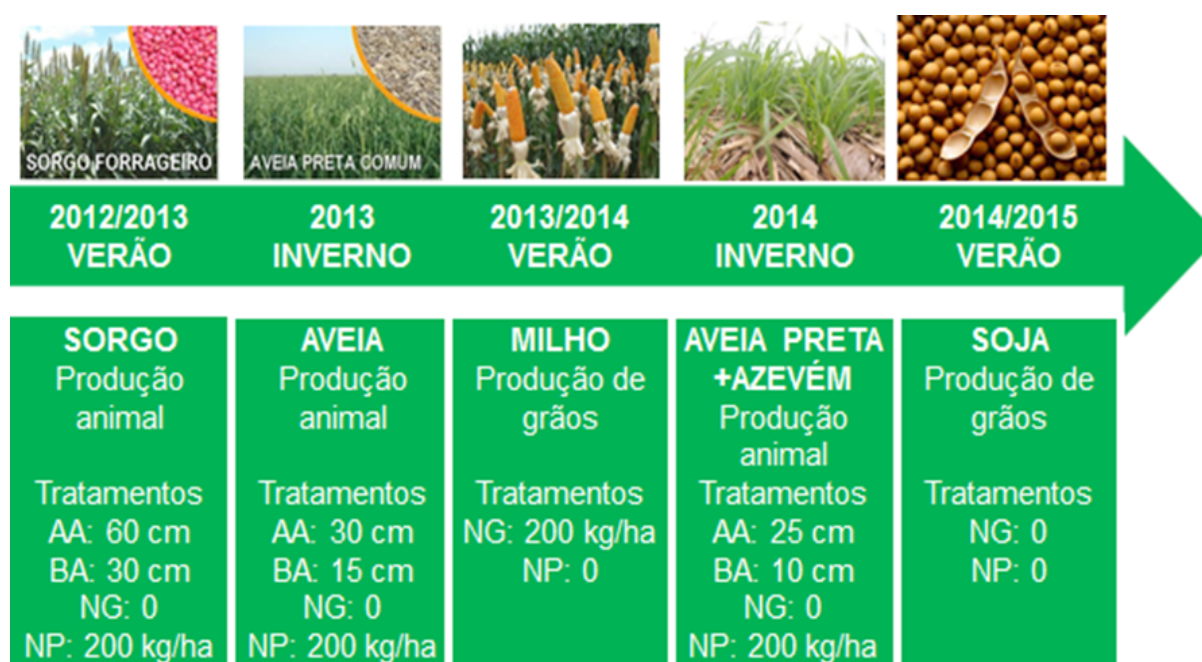 SORGO FORRAGEIRO
AVEIA PRETA COMUM
2012/2013
VERÃO
2013
INVERNO
2013/2014
VERÃO
2014
INVERNO
2014/2015
VERÃO
SORGO
Produção
animal
Tratamentos
AA: 60 cm
BA: 30 cm
NG: 0
NP: 200 kg/ha
AVEIA
Produção
animal
Tratamentos
AA: 30 cm
BA: 15 cm
NG: 0
NP: 200 kg/ha
MILHO
Produção de
grãos
Tratamentos
NG: 200 kg/ha
NP: 0
AVEIA PRETA
+AZEVÉM
Produção
animal
Tratamentos
AA: 25 cm
BA: 10 cm
NG: 0
NP: 200 kg/ha
SOJA
Produção de
grãos
Tratamentos
NG: 0
NP: 0